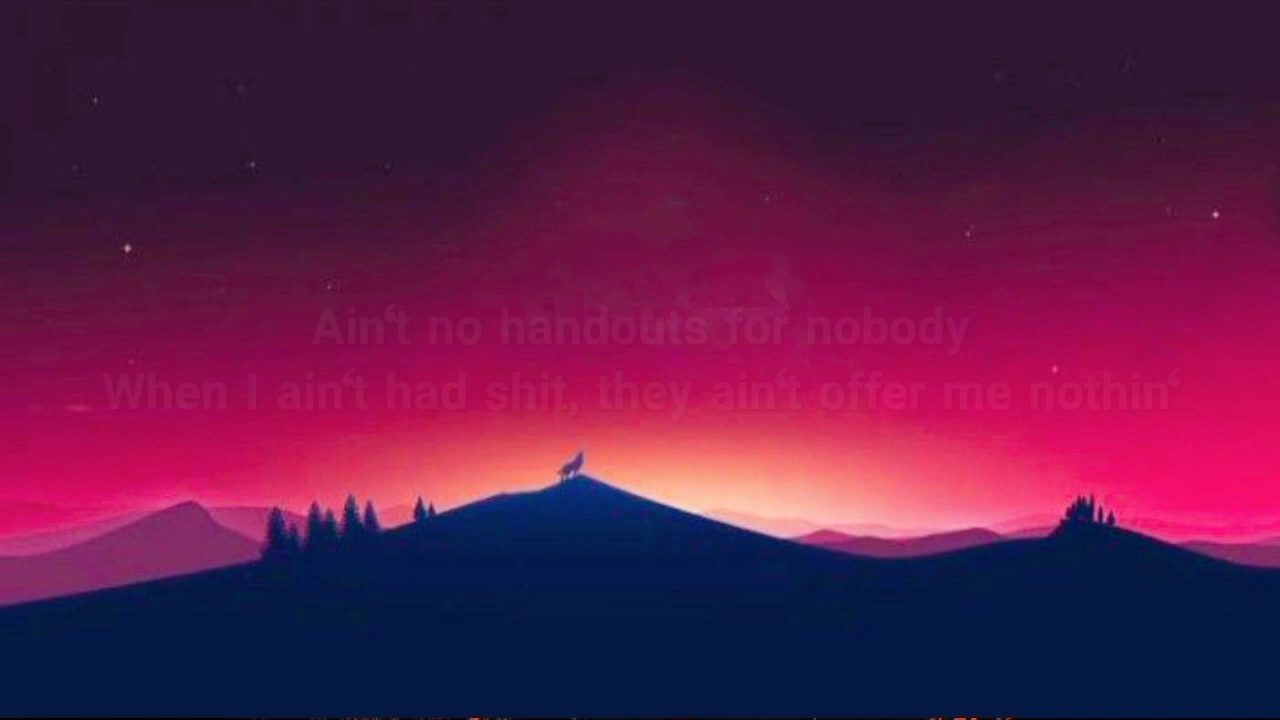 Ain‘t no handouts for nobody
When I ain‘t had shit, they ain‘t offer me nothin‘